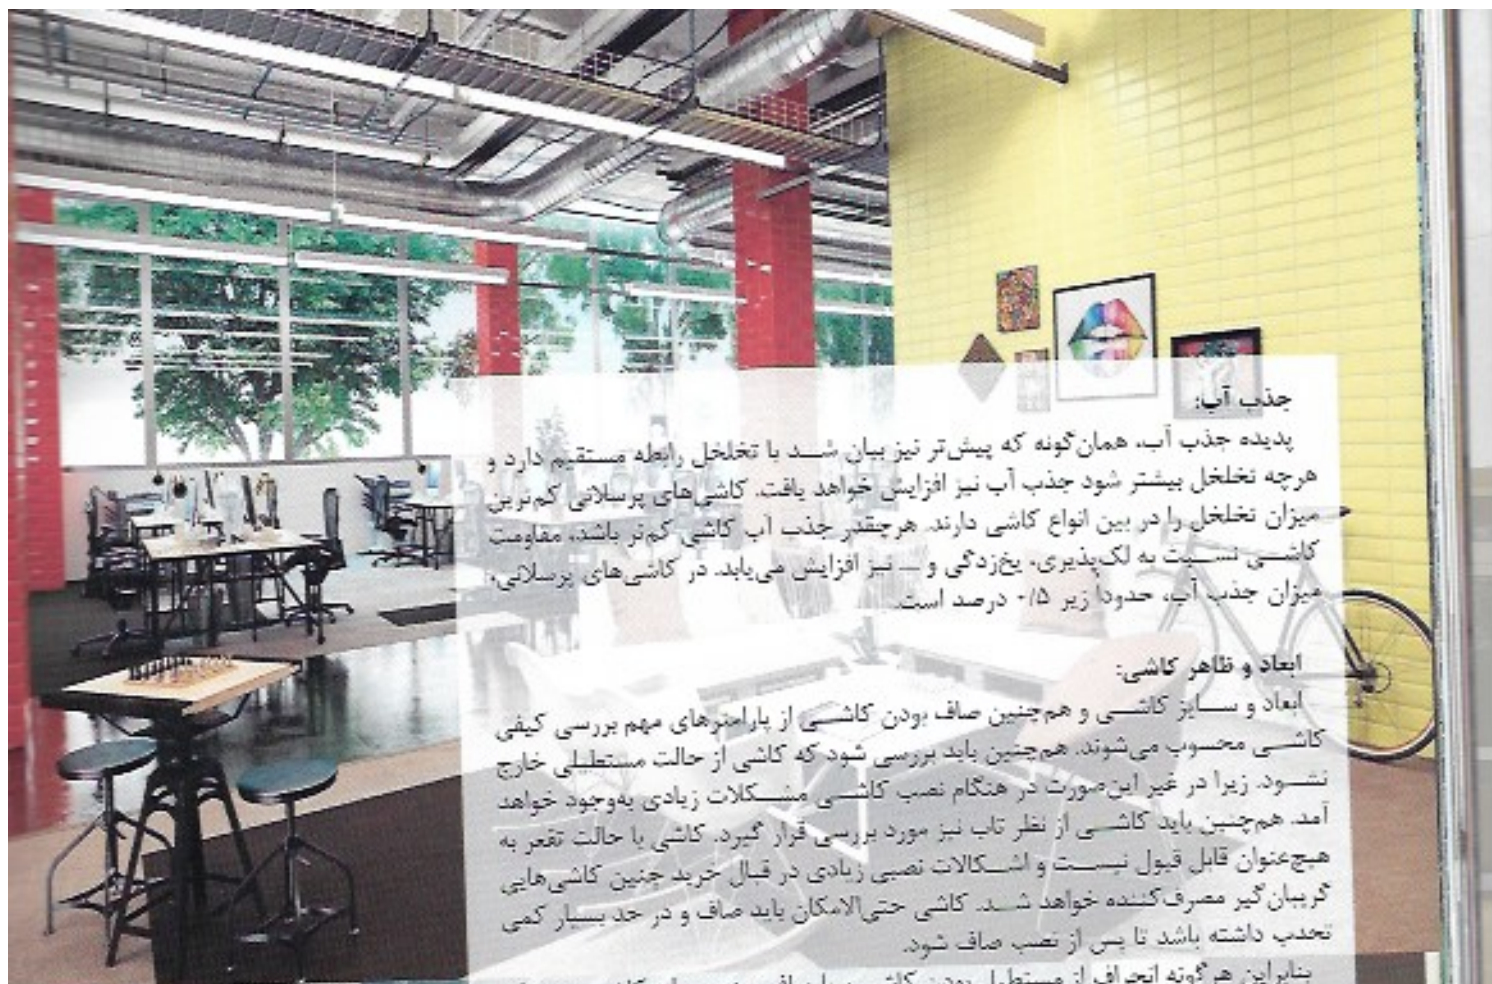 جذب آب:
پدیده جذب آب، همان‌گونه که پیش‌تر نیز بیان شد با تخلخل رابطه مستقیم دارد و
هرچه تخلخل بیشتر شود جذب آب نیز افزایش خواهد یافت. کاشی‌های پرسلانی کم‌ترین
میزان تخلخل را در بین انواع کاشی دارند. هرچقدر جذب آب کاشی کم‌تر باشد، مقاومت
کاشی نسبت به لک‌پذیری، یخ‌زدگی و ... نیز افزایش می‌یابد. در کاشی‌های پرسلانی،
میزان جذب آب، حدوداً زیر ۰/۵ درصد است.
ابعاد و ظاهر کاشی:
ابعاد و سایز کاشی و هم‌چنین صاف بودن کاشی از پارامترهای مهم بررسی کیفی
کاشی محسوب می‌شوند. هم‌چنین باید بررسی شود که کاشی از حالت مستطیلی خارج
نشود. زیرا در غیر این‌صورت در هنگام نصب کاشی مشکلات زیادی به‌وجود خواهد
آمد. هم‌چنین باید کاشی از نظر تاب نیز مورد بررسی قرار گیرد. کاشی با حالت تقعر به
هیچ‌عنوان قابل قبول نیست و اشکالات نصبی زیادی در قبال خرید چنین کاشی‌هایی
گریبان‌گیر مصرف‌کننده خواهد شد. کاشی حتی‌الامکان باید صاف و در حد بسیار کمی
تحدب داشته باشد تا پس از نصب صاف شود.
بنابراین هرگونه انحراف از مستطیل بودن کاشی